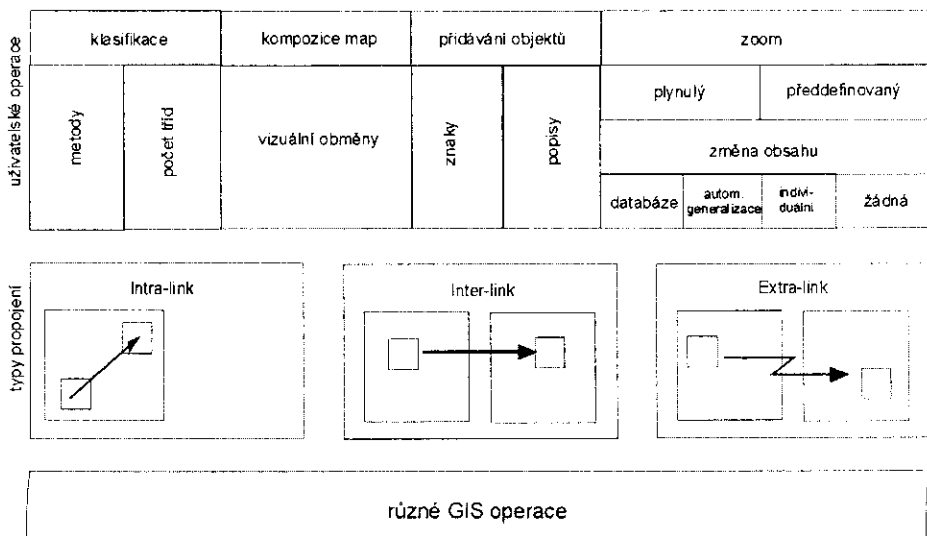 uživatelské operace
klasifikace
kompozice map
přidávání objektů
zoom
metody
počet tříd
vizuální obměny
znaky
popisy
plynulý
předdefinovaný
změna obsahu
databáze
autom.
generalizace
indivi-
duální
žádná
typy propojení
Intra-link
Inter-link
Extra-link
různé GIS operace